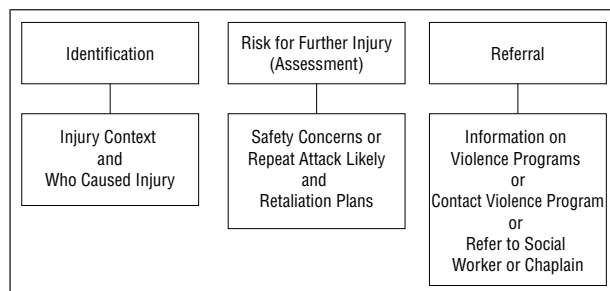 Identification
Injury Context
and
Who Caused Injury
Risk for Further Injury
(Assessment)
Safety Concerns or
Repeat Attack Likely
and
Retaliation Plans
Referral
Information on
Violence Programs
or
Contact Violence Program
or
Refer to Social
Worker or Chaplain